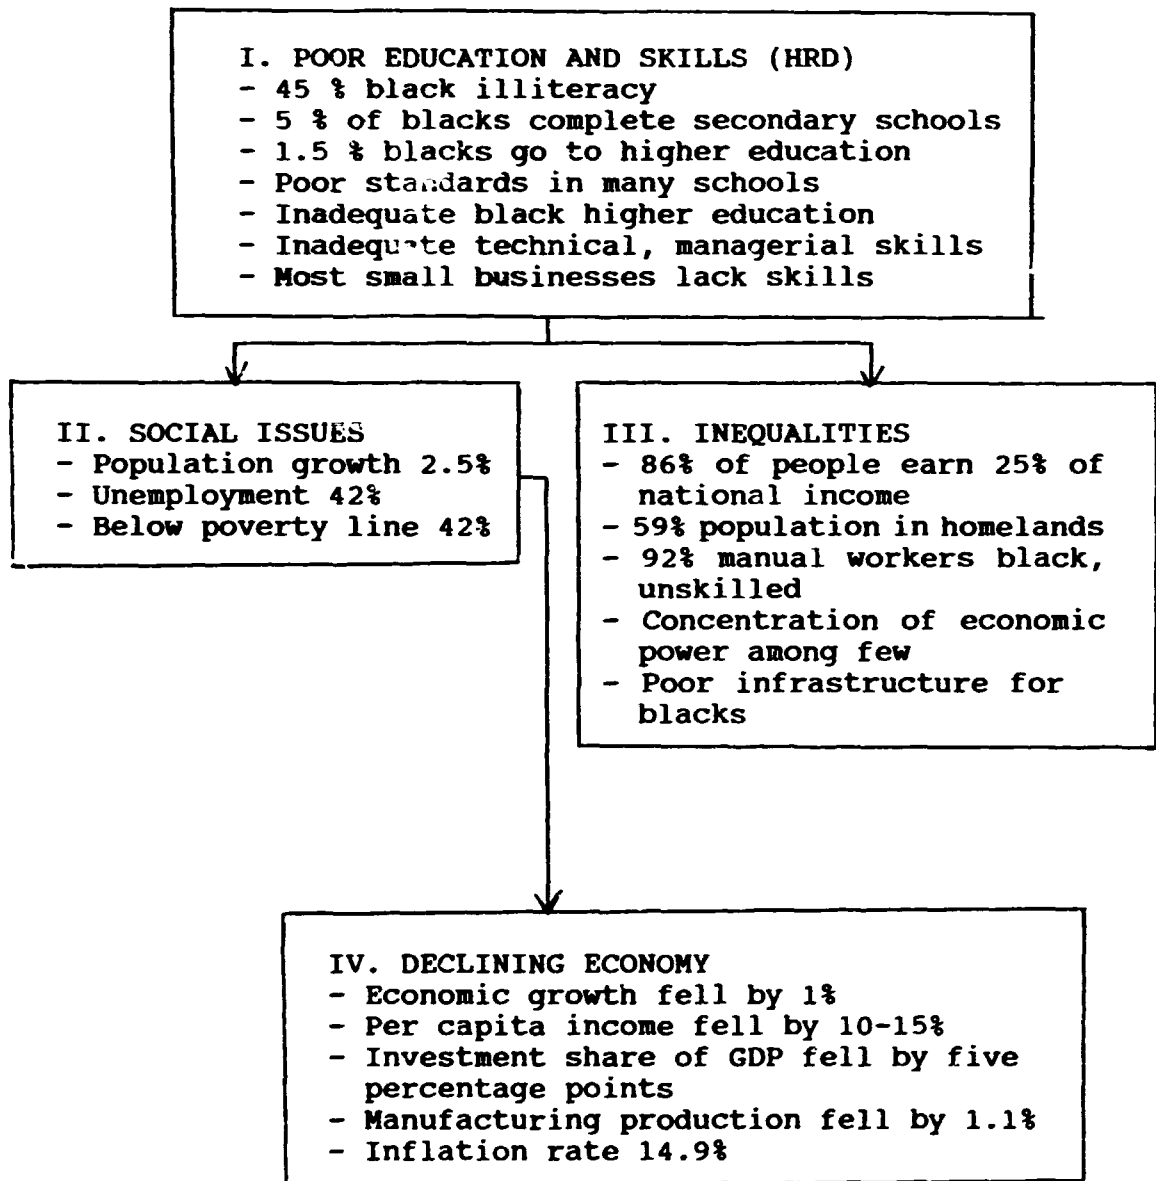 I. POOR EDUCATION AND SKILLS (HRD)
- 45 % black illiteracy
- 5 % of blacks complete secondary schools
- 1.5 % blacks go to higher education
- Poor standards in many schools
- Inadequate black higher education
- Inadequate technical, managerial skills
- Most small businesses lack skills
II. SOCIAL ISSUES
- Population growth 2.5%
- Unemployment 42%
- Below poverty line 42%
III. INEQUALITIES
- 86% of people earn 25% of
national income
- 59% population in homelands
- 92% manual workers black,
unskilled
- Concentration of economic
power among few
- Poor infrastructure for
blacks
IV. DECLINING ECONOMY
- Economic growth fell by 1%
- Per capita income fell by 10-15%
- Investment share of GDP fell by five
percentage points
- Manufacturing production fell by 1.1%
- Inflation rate 14.9%